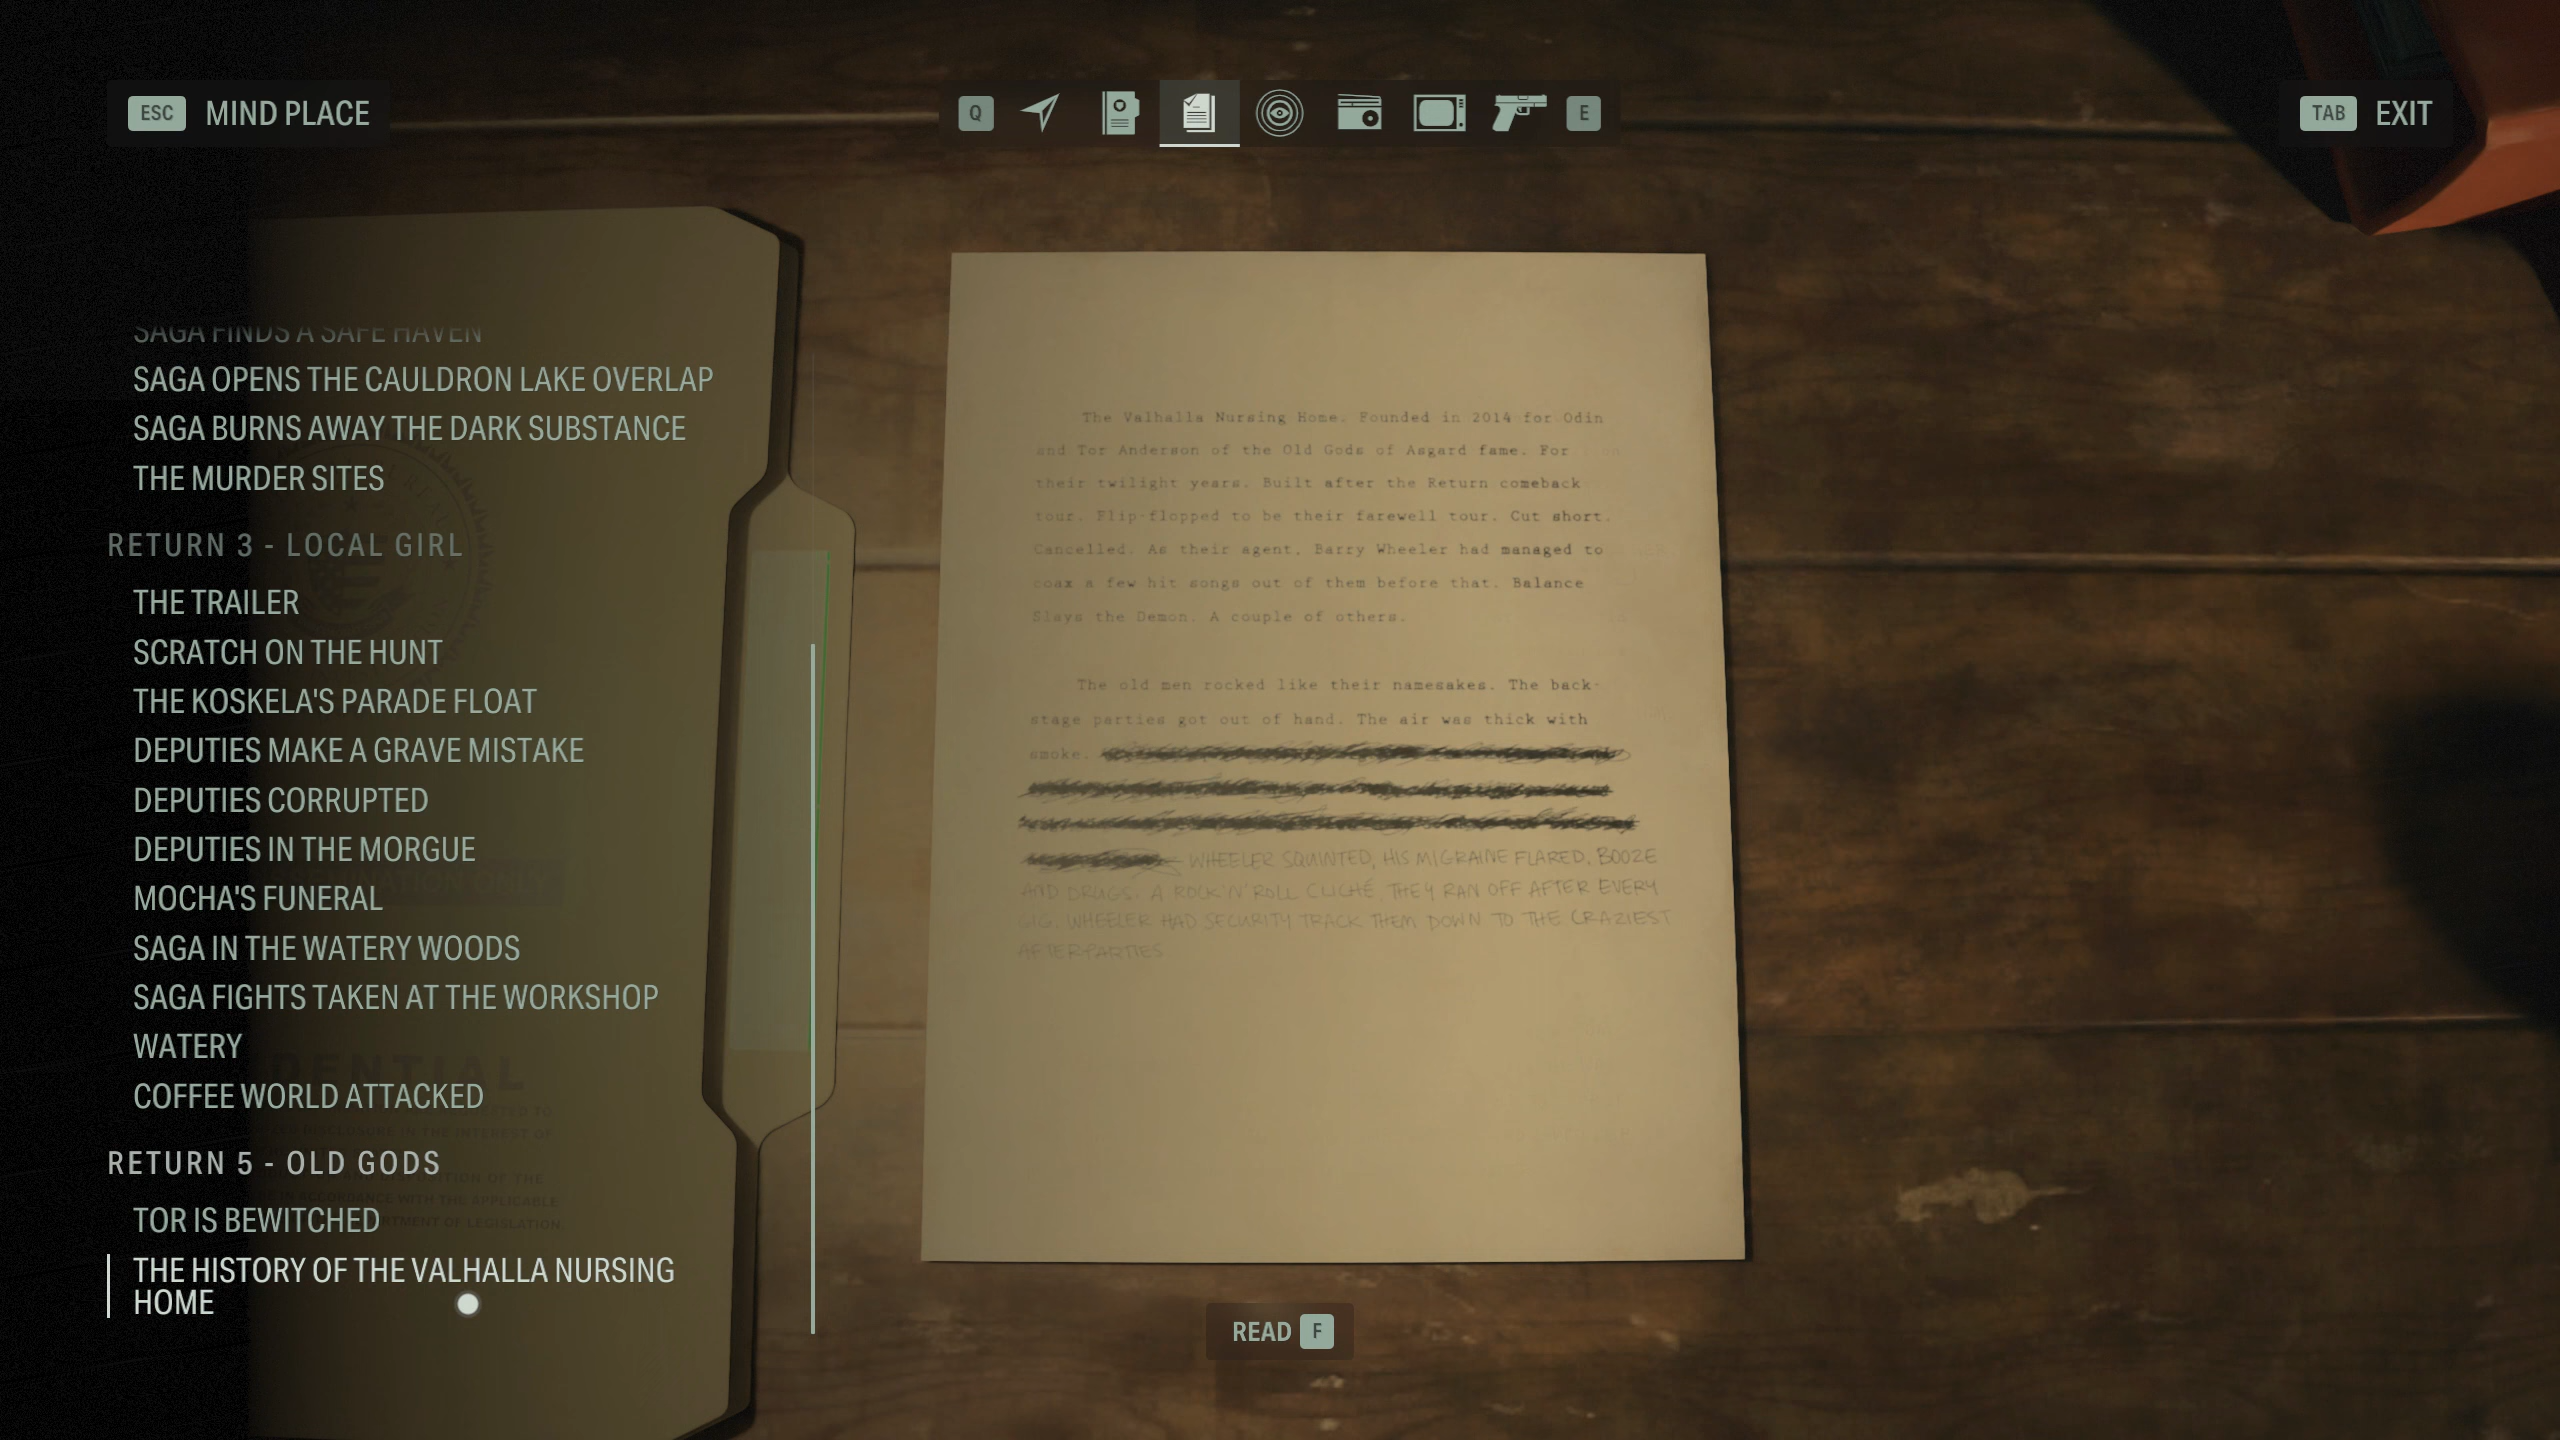 ESC MIND PLACE
Q
E
TAB EXIT
SAGA FINDS A SAFE HAVEN
SAGA OPENS THE CAULDRON LAKE OVERLAP
SAGA BURNS AWAY THE DARK SUBSTANCE
THE MURDER SITES
RETURN 3 - LOCAL GIRL
THE TRAILER
SCRATCH ON THE HUNT
THE KOSKELA'S PARADE FLOAT
DEPUTIES MAKE A GRAVE MISTAKE
DEPUTIES CORRUPTED
DEPUTIES IN THE MORGUE
MOCHA'S FUNERAL
SAGA IN THE WATERY WOODS
SAGA FIGHTS TAKEN AT THE WORKSHOP
WATERY
COFFEE WORLD ATTACKED
RETURN 5 - OLD GODS
TOR IS BEWITCHED
THE HISTORY OF THE VALHALLA NURSING
HOME
The Valhalla Nursing Home. Founded in 2014 for Odin
and Tor Anderson of the Old Gods of Asgard fame. For
their twilight years. Built after the Return comeback
tour. Flip-flopped to be their farewell tour. Cut short.
Cancelled. As their agent, Barry Wheeler had managed to
coax a few hit songs out of them before that. Balance
Slays the Demon. A couple of others.
The old men rocked like their namesakes. The back-
stage parties got out of hand. The air was thick with
smoke.
WHEELER SQUINTED, HIS MIGRAINE FLARED. BOOZE
AND DRUGS. A ROCK'N'ROLL CLICHÉ. THEY RAN OFF AFTER EVERY
GIG. WHEELER HAD SECURITY TRACK THEM DOWN TO THE CRAZIEST
AFTERPARTIES
READ F